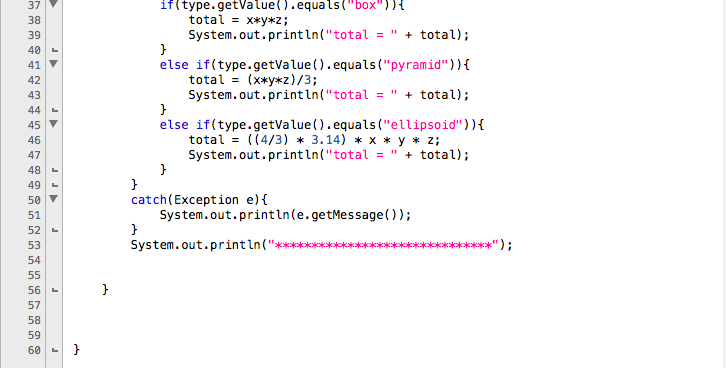 37 if(type.getValue().equals("box")){
38 total = x*y*z;
39 System.out.println("total = " + total);
40 }
41 else if(type.getValue().equals("pyramid")){
42 total = (x*y*z)/3;
43 System.out.println("total = " + total);
44 }
45 else if(type.getValue().equals("ellipsoid")){
46 total = ((4/3) * 3.14) * x * y * z;
47 System.out.println("total = " + total);
48 }
49 }
50 catch(Exception e){
51 System.out.println(e.getMessage());
52 }
53 System.out.println("******************************");
54
55
56 }
57
58
59
60 }